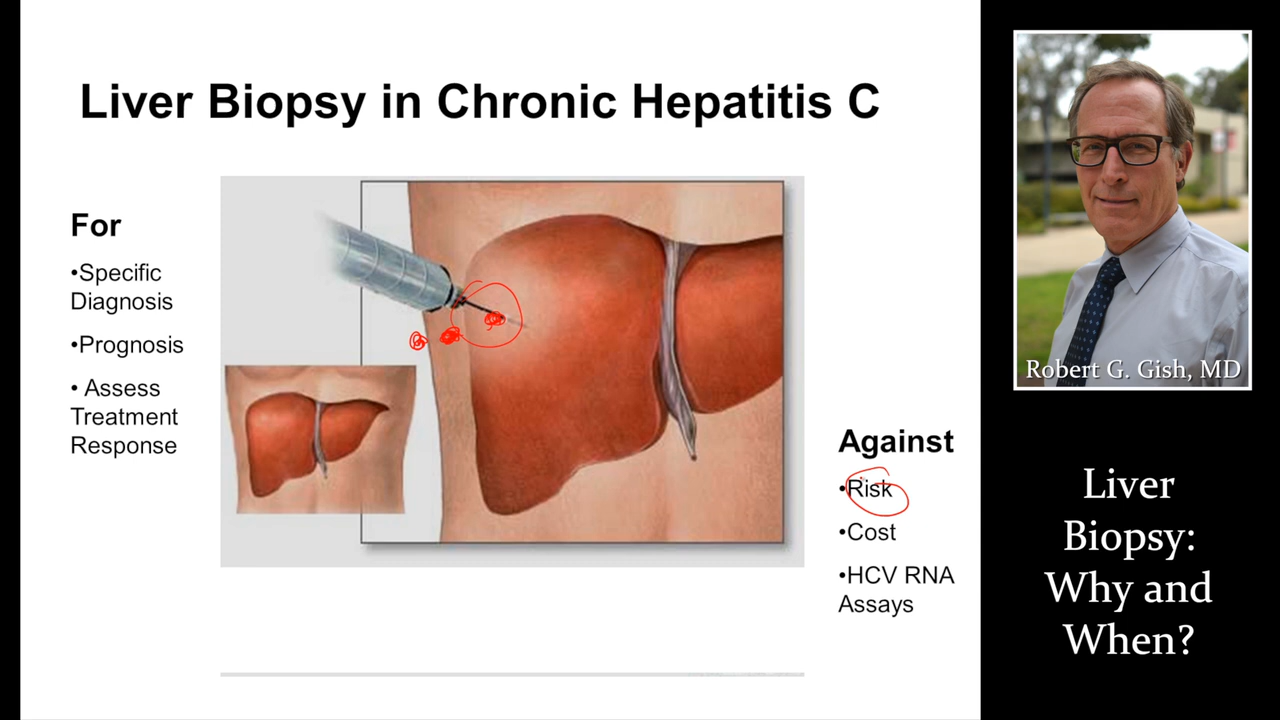 Liver Biopsy in Chronic Hepatitis C
For
•Specific
Diagnosis
•Prognosis
• Assess
Treatment
Response
Against
•Risk
•Cost
•HCV RNA
Assays
Robert G. Gish, MD
Liver
Biopsy:
Why and
When?